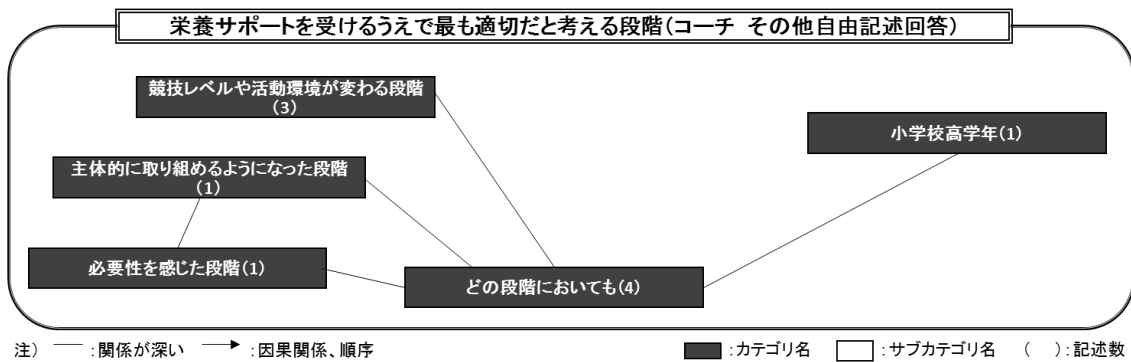 栄養サポートを受けるうえで最も適切だと考える段階(コーチ その他自由記述回答)
競技レベルや活動環境が変わる段階
(3)
小学校高学年(1)
主体的に取り組めるようになった段階
(1)
必要性を感じた段階(1)
どの段階においても(4)
注) ── :関係が深い ──► :因果関係、順序 :カテゴリ名 :サブカテゴリ名 ( ):記述数